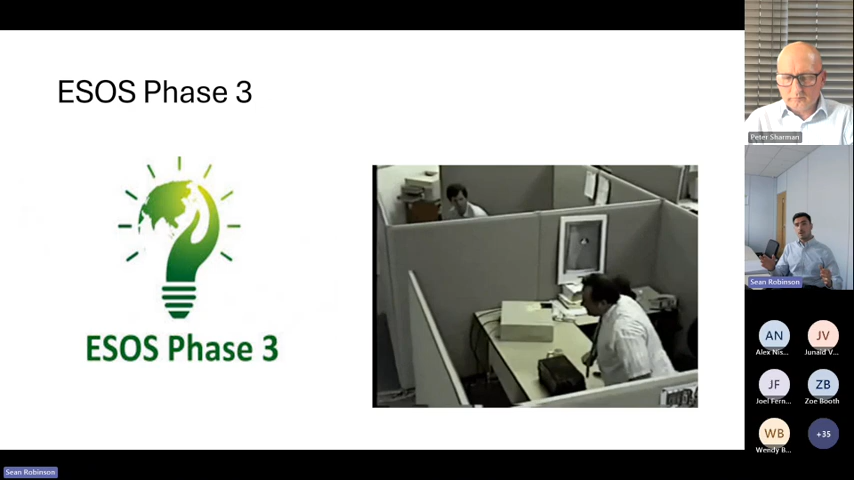 ESOS Phase 3
ESOS Phase 3
Peter Sharman
Sean Robinson
AN
Alex Nis...
JV
Junaid V...
JF
Joel Fern...
ZB
Zoe Booth
WB
Wendy B...
+35
Sean Robinson